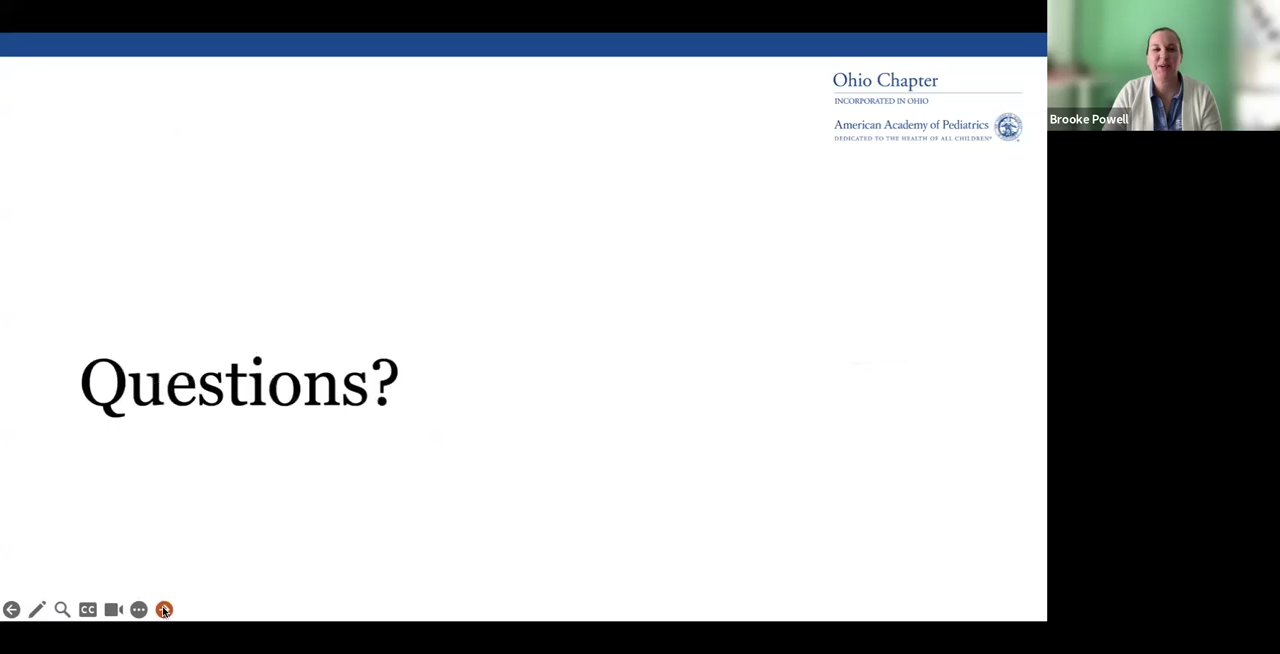 Ohio Chapter
INCORPORATED IN OHIO
American Academy of Pediatrics
DEDICATED TO THE HEALTH OF ALL CHILDREN®
Brooke Powell
Questions?
CC